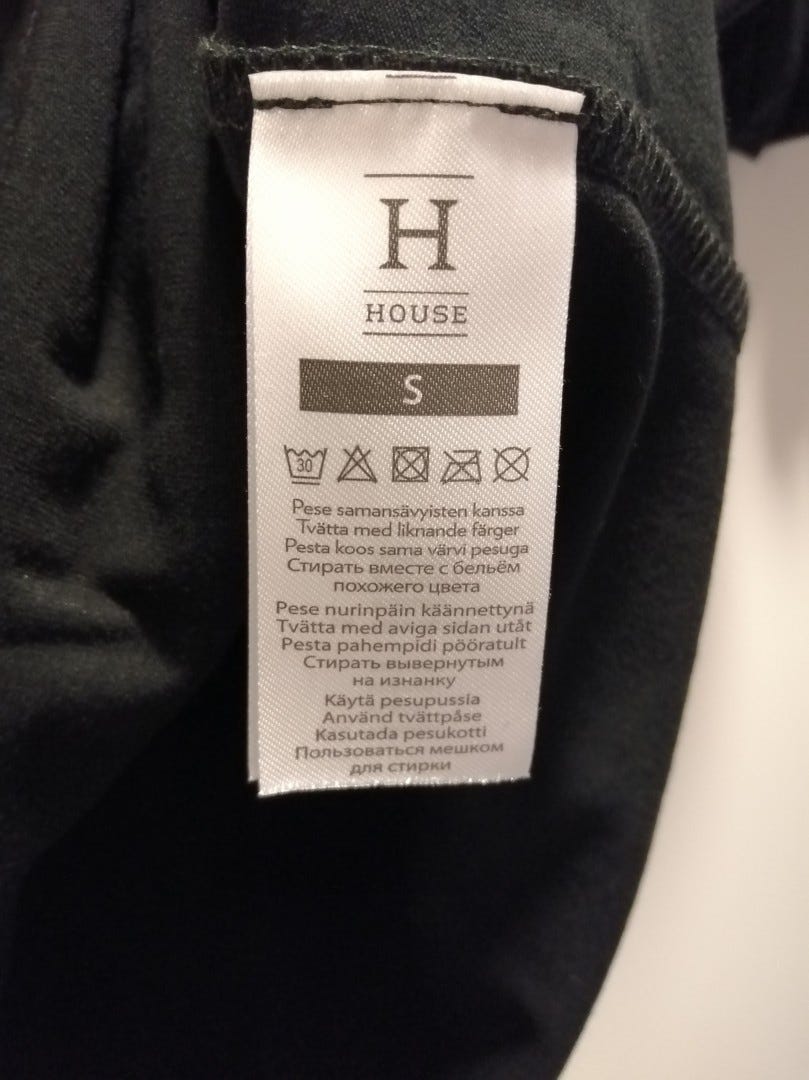 H
HOUSE
S
30
Pese samansävyisten kanssa
Tvätta med liknande färger
Pesta koos sama värvi pesuga
Стирать вместе с бельём
похожего цвета
Pese nurinpäin käännettynä
Tvätta med aviga sidan utåt
Pesta pahempidi pööratult
Стирать вывернутым
на изнанку
Käytä pesupussia
Använd tvättpåse
Kasutada pesukotti
Пользоваться мешком
для стирки